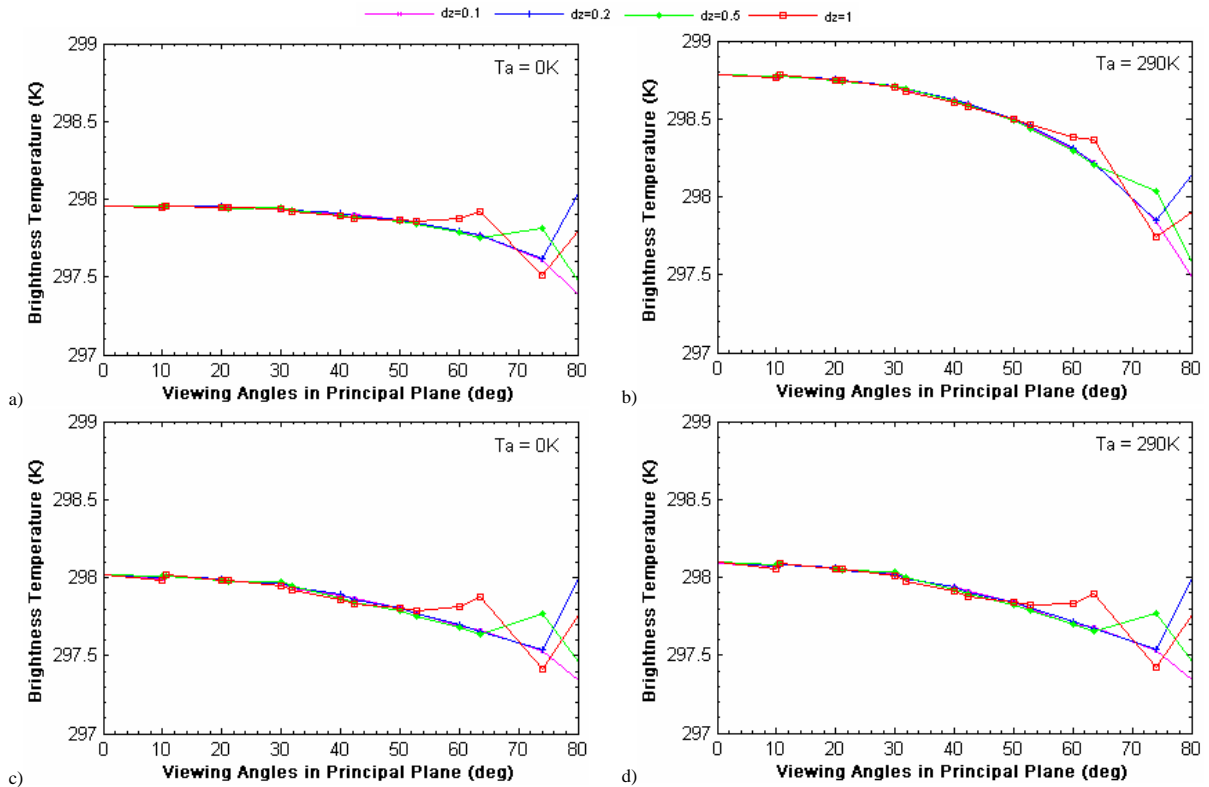 dz=0.1 dz=0.2 dz=0.5 dz=1
299
298.5
298
297.5
297
Ta = 0K
Brightness Temperature (K)
0 10 20 30 40 50 60 70 80
Viewing Angles in Principal Plane (deg)
a)
299
298.5
298
297.5
297
Ta = 290K
Brightness Temperature (K)
0 10 20 30 40 50 60 70 80
Viewing Angles in Principal Plane (deg)
b)
299
298.5
298
297.5
297
Ta = 0K
Brightness Temperature (K)
0 10 20 30 40 50 60 70 80
Viewing Angles in Principal Plane (deg)
c)
299
298.5
298
297.5
297
Ta = 290K
Brightness Temperature (K)
0 10 20 30 40 50 60 70 80
Viewing Angles in Principal Plane (deg)
d)